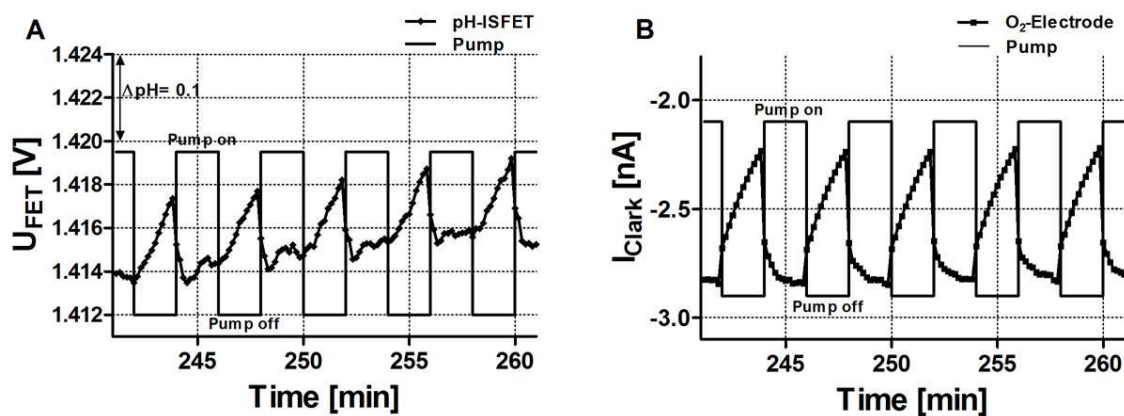 A
pH-ISFET
Pump
1.424
1.422
1.420
1.418
1.416
1.414
1.412
ΔpH= 0.1
Pump on
Pump off
U_FET [V]
245
250
255
260
Time [min]
B
O₂-Electrode
Pump
-2.0
-2.5
-3.0
Pump on
Pump off
I_Clark [nA]
245
250
255
260
Time [min]